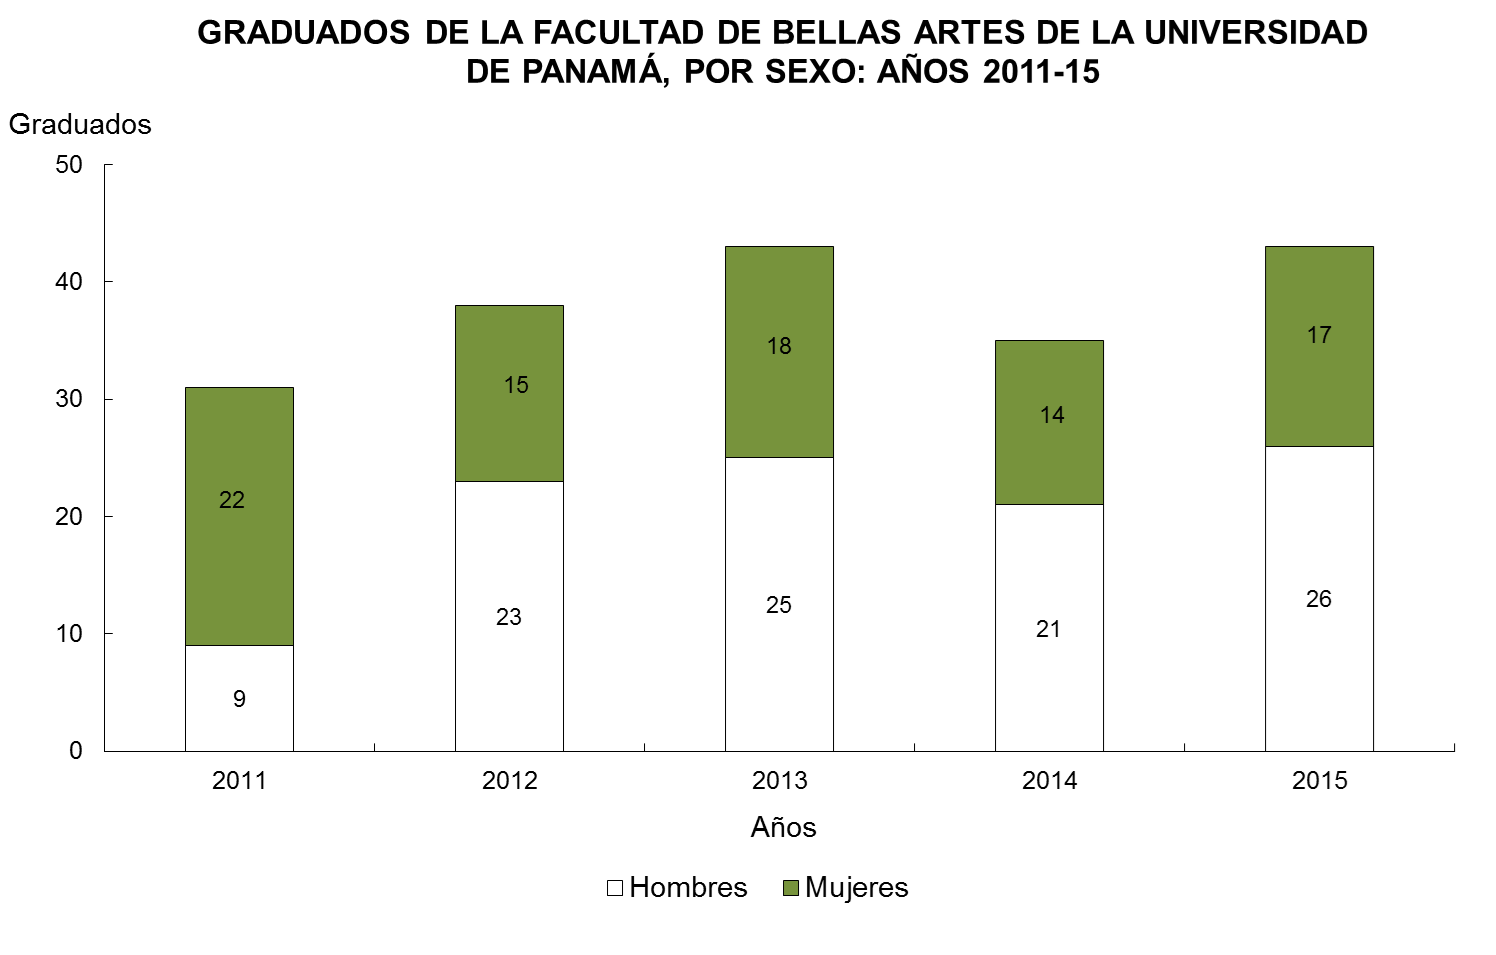 GRADUADOS DE LA FACULTAD DE BELLAS ARTES DE LA UNIVERSIDAD
DE PANAMÁ, POR SEXO: AÑOS 2011-15
Graduados
50
40
30
20
10
0
22
9
15
23
18
25
14
21
17
26
2011 2012 2013 2014 2015
Años
Hombres Mujeres